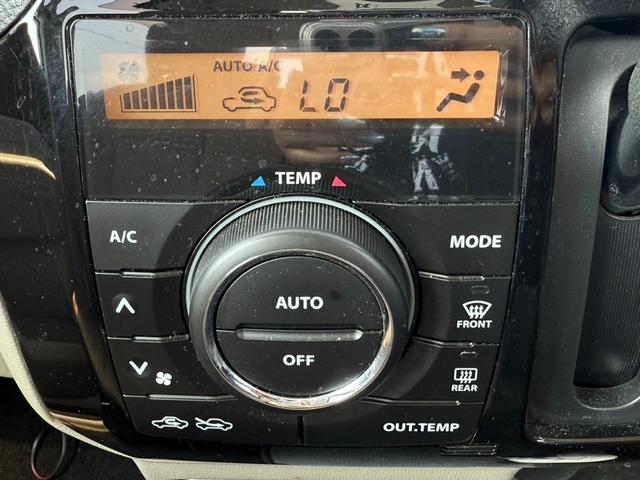 AUTO A/C
LO
TEMP
A/C
MODE
AUTO
FRONT
OFF
REAR
OUT.TEMP